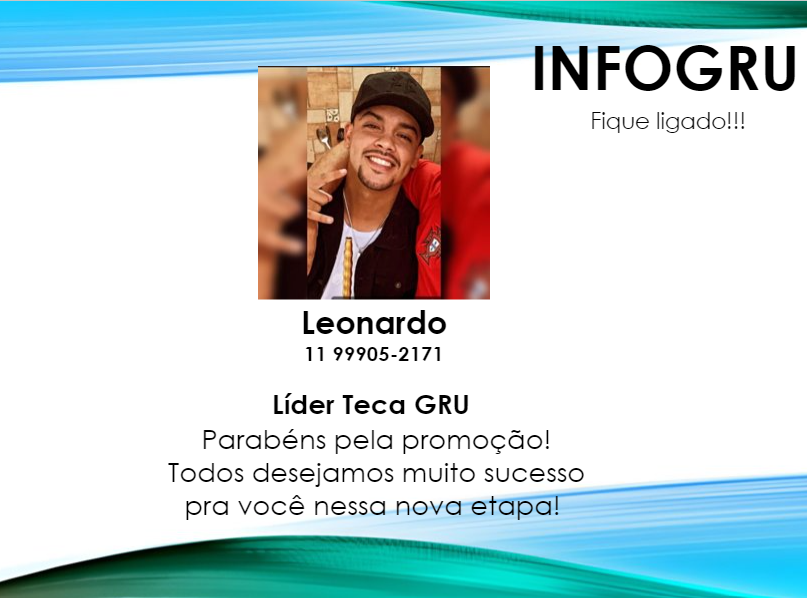 INFOGRU
Fique ligado!!!
Leonardo
11 99905-2171
Líder Teca GRU
Parabéns pela promoção!
Todos desejamos muito sucesso
pra você nessa nova etapa!